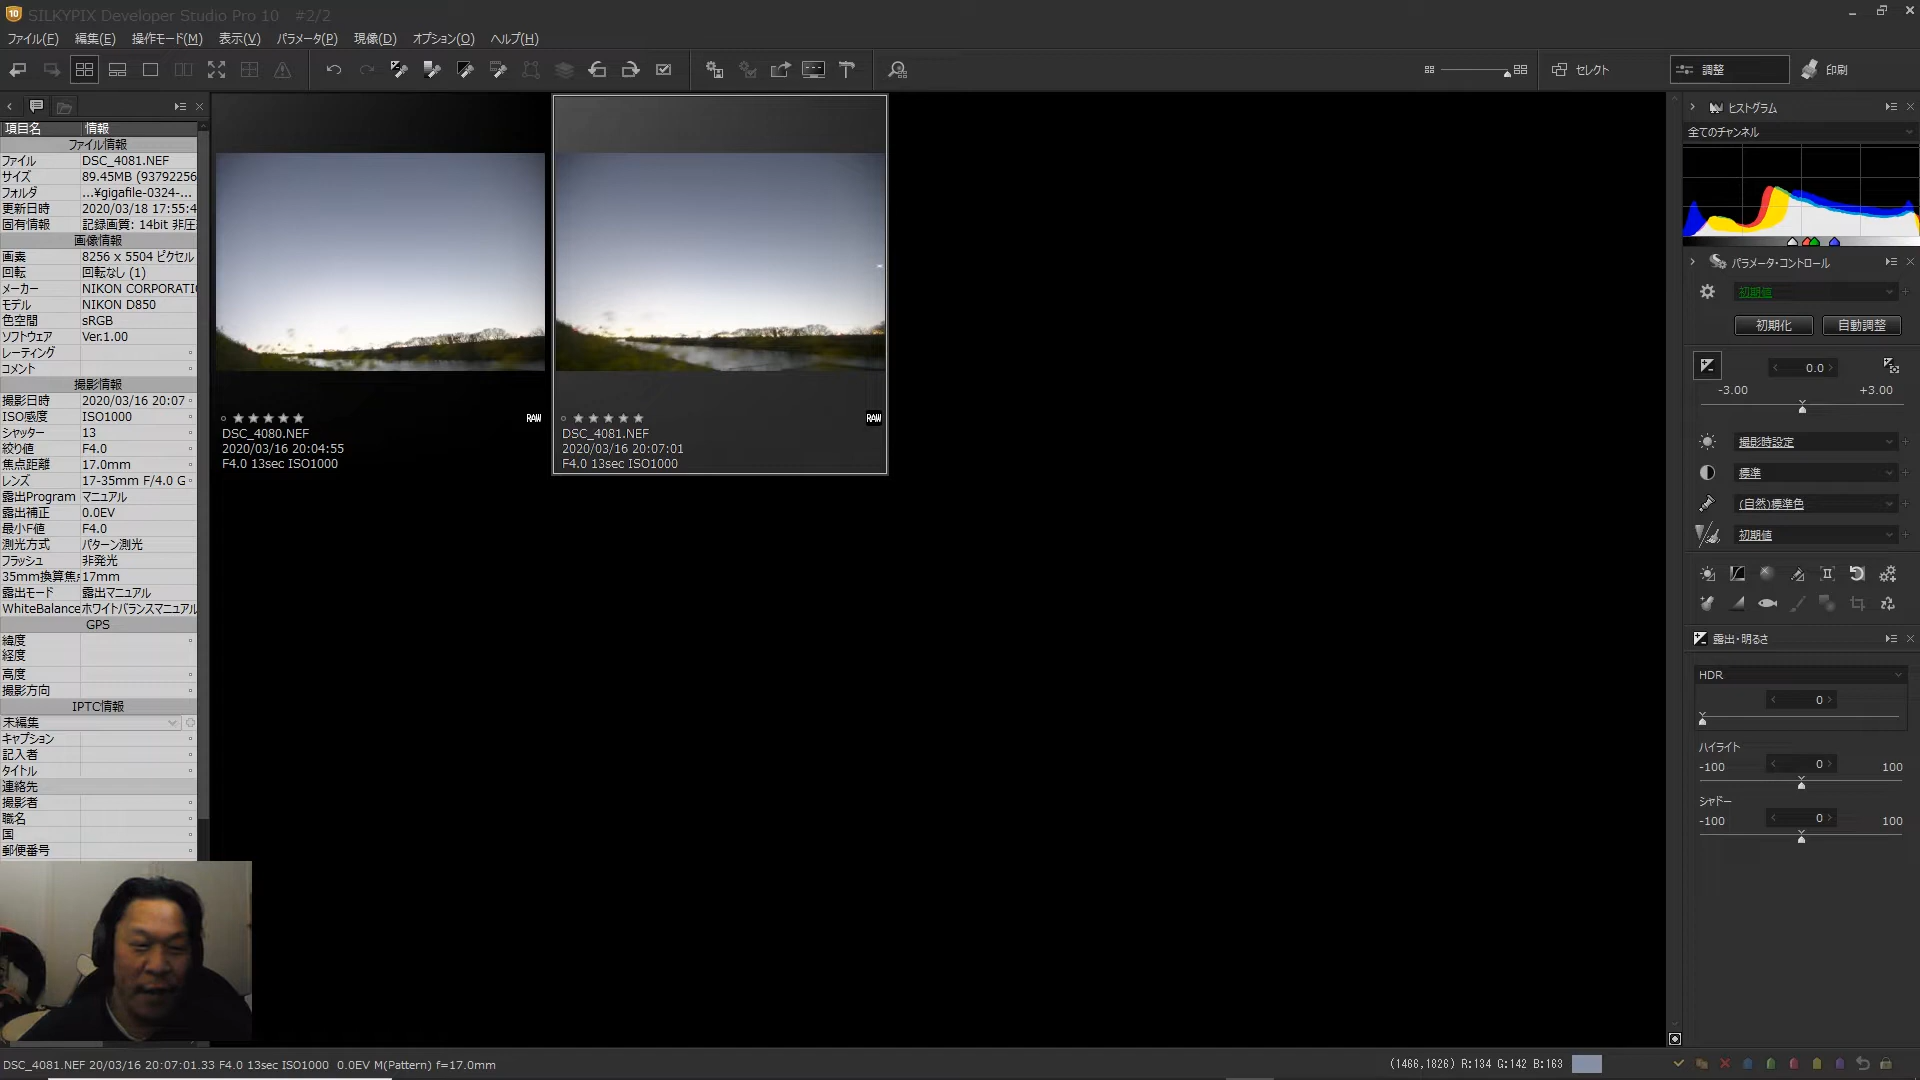 SILKYPIX Developer Studio Pro 10 #2/2
ファイル(F) 編集(E) 操作モード(M) 表示(V) パラメータ(P) 現像(D) オプション(O) ヘルプ(H)
セレクト
調整
印刷
項目名 情報
ファイル情報
ファイル DSC_4081.NEF
サイズ 89.45MB (93792256
フォルダ ...¥gigafile-0324-...
更新日時 2020/03/18 17:55:4
固有情報 記録画質: 14bit 非圧
画像情報
画素 8256 x 5504 ピクセル
回転 回転なし (1)
メーカー NIKON CORPORATI
モデル NIKON D850
色空間 sRGB
ソフトウェア Ver.1.00
レーティング
コメント
撮影情報
撮影日時 2020/03/16 20:07
ISO感度 ISO1000
シャッター 13
絞り値 F4.0
焦点距離 17.0mm
レンズ 17-35mm F/4.0 G
露出Program マニュアル
露出補正 0.0EV
最小F値 F4.0
測光方式 パターン測光
フラッシュ 非発光
35mm換算焦 17mm
露出モード 露出マニュアル
WhiteBalance ホワイトバランスマニュアル
GPS
緯度
経度
高度
撮影方向
IPTC情報
未編集
キャプション
記入者
タイトル
連絡先
撮影者
職名
国
郵便番号
RAW
DSC_4080.NEF
2020/03/16 20:04:55
F4.0 13sec ISO1000
RAW
DSC_4081.NEF
2020/03/16 20:07:01
F4.0 13sec ISO1000
ヒストグラム
全てのチャンネル
パラメータ・コントロール
初期値
初期化 自動調整
0.0
-3.00 +3.00
撮影時設定
標準
(自然)標準色
初期値
露出・明るさ
HDR
0
ハイライト
-100 0 100
シャドー
-100 0 100
DSC_4081.NEF 20/03/16 20:07:01.33 F4.0 13sec ISO1000 0.0EV M(Pattern) f=17.0mm
(1466,1826) R:134 G:142 B:163